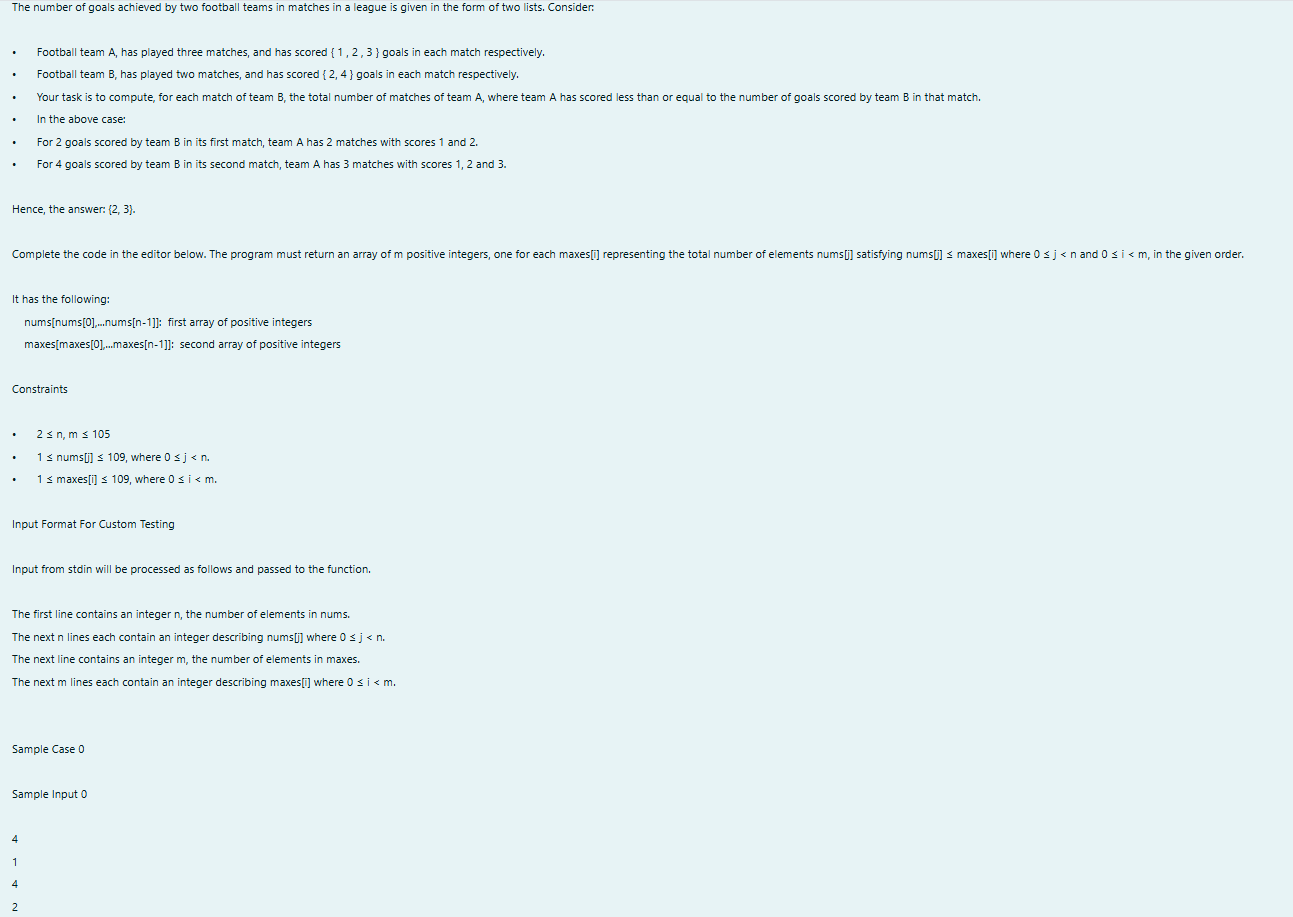 The number of goals achieved by two football teams in matches in a league is given in the form of two lists. Consider:
• Football team A, has played three matches, and has scored { 1 , 2 , 3 } goals in each match respectively.
• Football team B, has played two matches, and has scored { 2, 4 } goals in each match respectively.
• Your task is to compute, for each match of team B, the total number of matches of team A, where team A has scored less than or equal to the number of goals scored by team B in that match.
• In the above case:
• For 2 goals scored by team B in its first match, team A has 2 matches with scores 1 and 2.
• For 4 goals scored by team B in its second match, team A has 3 matches with scores 1, 2 and 3.
Hence, the answer: {2, 3}.
Complete the code in the editor below. The program must return an array of m positive integers, one for each maxes[i] representing the total number of elements nums[j] satisfying nums[j] ≤ maxes[i] where 0 ≤ j < n and 0 ≤ i < m, in the given order.
It has the following:
nums[nums[0],...nums[n-1]]: first array of positive integers
maxes[maxes[0],...maxes[n-1]]: second array of positive integers
Constraints
• 2 ≤ n, m ≤ 105
• 1 ≤ nums[j] ≤ 109, where 0 ≤ j < n.
• 1 ≤ maxes[i] ≤ 109, where 0 ≤ i < m.
Input Format For Custom Testing
Input from stdin will be processed as follows and passed to the function.
The first line contains an integer n, the number of elements in nums.
The next n lines each contain an integer describing nums[j] where 0 ≤ j < n.
The next line contains an integer m, the number of elements in maxes.
The next m lines each contain an integer describing maxes[i] where 0 ≤ i < m.
Sample Case 0
Sample Input 0
4
1
4
2